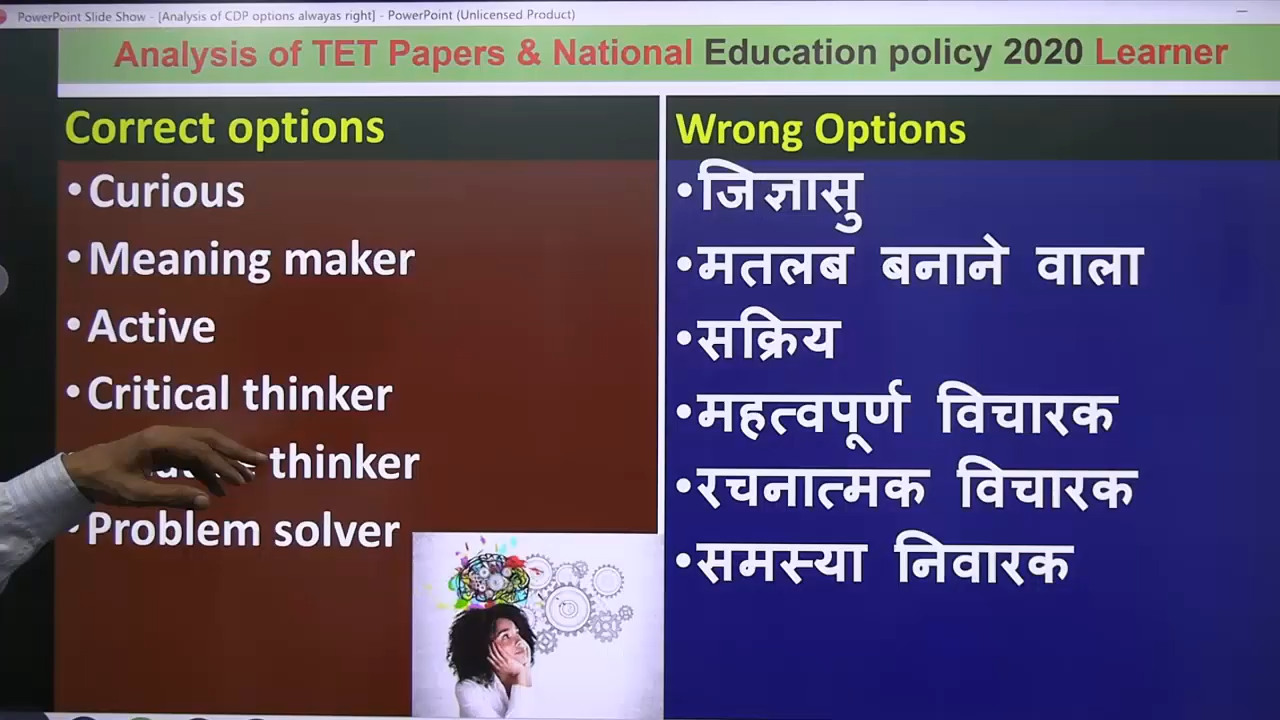 PowerPoint Slide Show - [Analysis of CDP options alwayas right] - PowerPoint (Unlicensed Product)
Analysis of TET Papers & National Education policy 2020 Learner
Correct options
•Curious
•Meaning maker
•Active
•Critical thinker
thinker
•Problem solver
Wrong Options
•जिज्ञासु
•मतलब बनाने वाला
•सक्रिय
•महत्वपूर्ण विचारक
•रचनात्मक विचारक
•समस्या निवारक